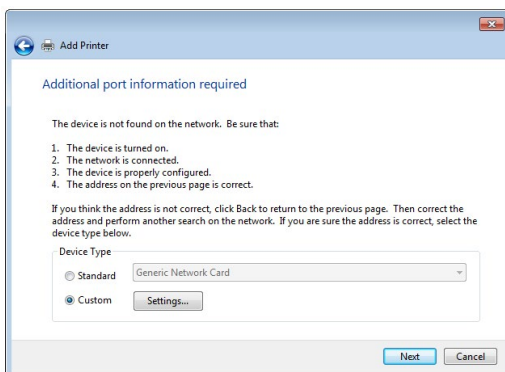 Add Printer
Additional port information required
The device is not found on the network. Be sure that:
1. The device is turned on.
2. The network is connected.
3. The device is properly configured.
4. The address on the previous page is correct.
If you think the address is not correct, click Back to return to the previous page. Then correct the
address and perform another search on the network. If you are sure the address is correct, select the
device type below.
Device Type
Standard Generic Network Card
Custom Settings...
Next Cancel